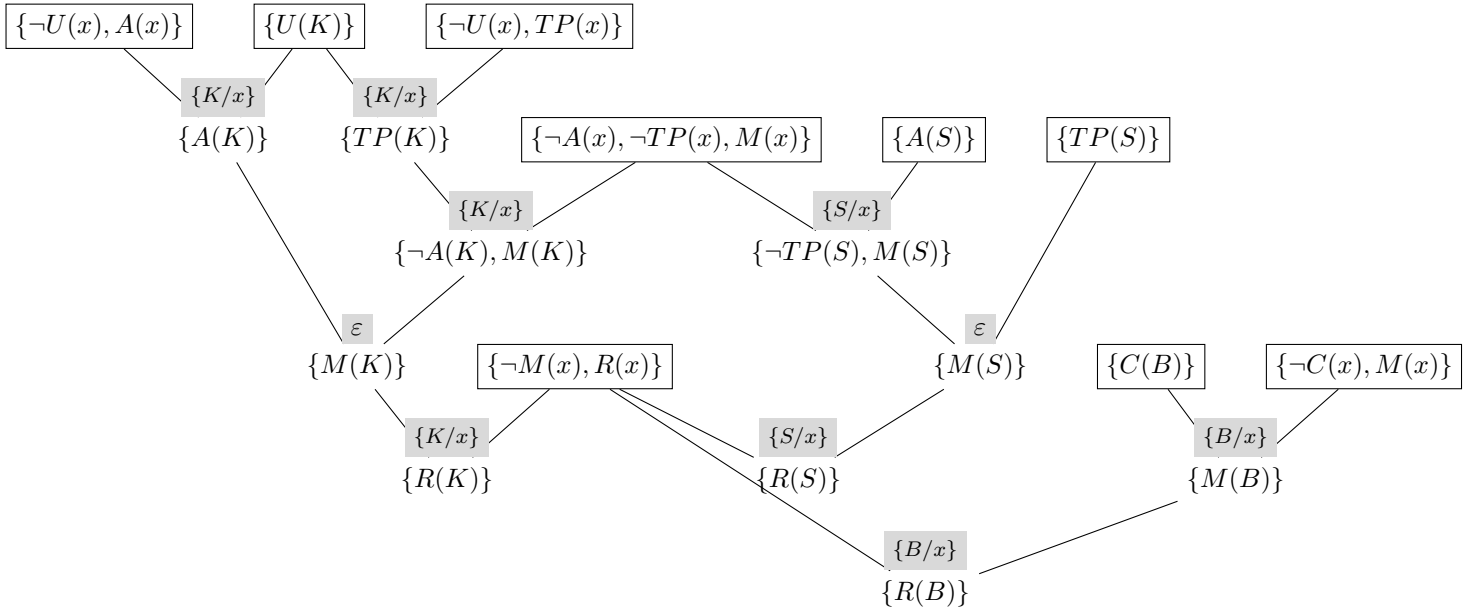 {¬U(x), A(x)} {U(K)} {¬U(x), TP(x)}
{K/x} {K/x}
{A(K)} {TP(K)} {¬A(x), ¬TP(x), M(x)} {A(S)} {TP(S)}
{K/x} {S/x}
{¬A(K), M(K)} {¬TP(S), M(S)}
ε ε
{M(K)} {¬M(x), R(x)} {M(S)} {C(B)} {¬C(x), M(x)}
{K/x} {S/x} {B/x}
{R(K)} {R(S)} {M(B)}
{B/x}
{R(B)}